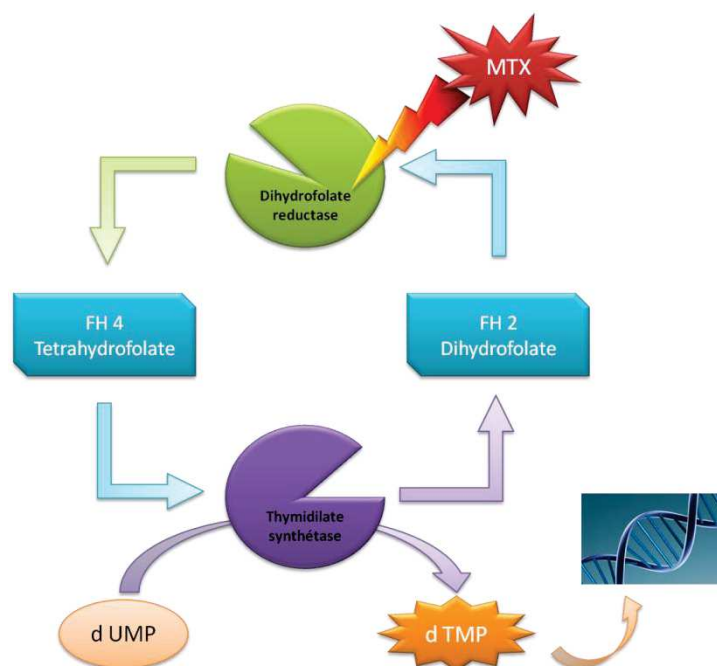 MTX
Dihydrofolate
reductase
FH 4
Tetrahydrofolate
FH 2
Dihydrofolate
Thymidilate
synthétase
d UMP
d TMP